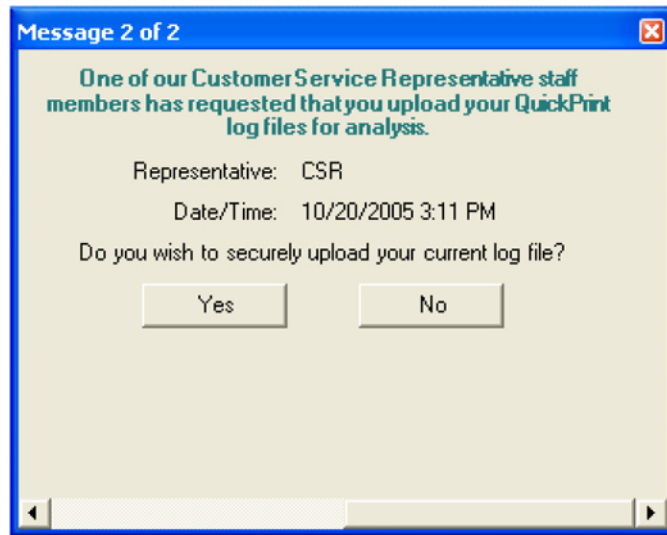 Message 2 of 2
One of our Customer Service Representative staff
members has requested that you upload your QuickPrint
log files for analysis.
Representative: CSR
Date/Time: 10/20/2005 3:11 PM
Do you wish to securely upload your current log file?
Yes No